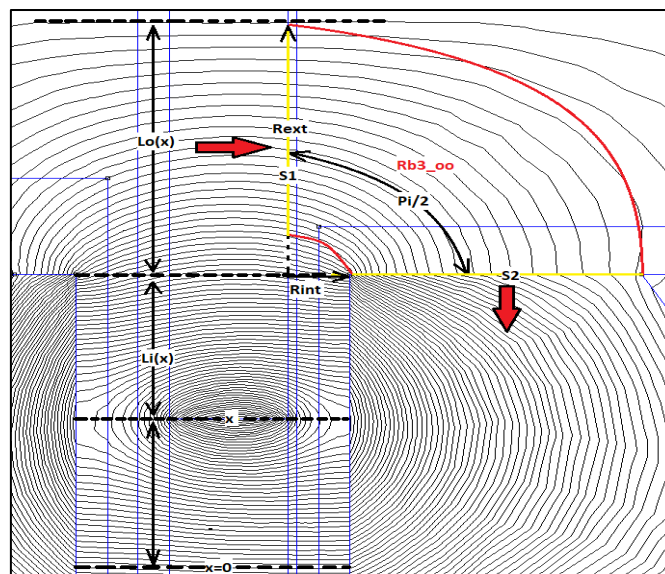 Lo(x)
Rext
Rb3_oo
S1
Pi/2
S2
Rint
Li(x)
x
x=0